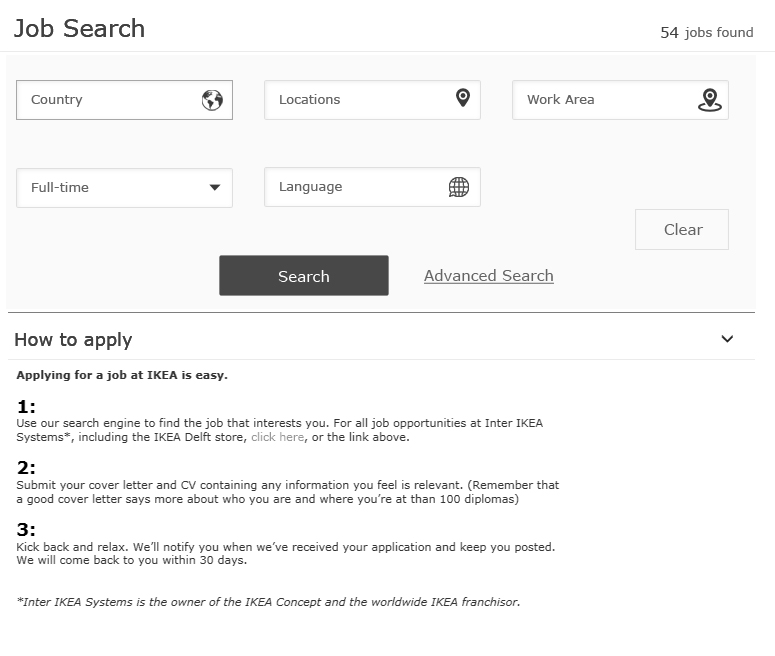 Job Search
54 jobs found
Country
Locations
Work Area
Full-time
Language
Clear
Search
Advanced Search
How to apply
Applying for a job at IKEA is easy.
1:
Use our search engine to find the job that interests you. For all job opportunities at Inter IKEA
Systems*, including the IKEA Delft store, click here, or the link above.
2:
Submit your cover letter and CV containing any information you feel is relevant. (Remember that
a good cover letter says more about who you are and where you're at than 100 diplomas)
3:
Kick back and relax. We'll notify you when we've received your application and keep you posted.
We will come back to you within 30 days.
*Inter IKEA Systems is the owner of the IKEA Concept and the worldwide IKEA franchisor.